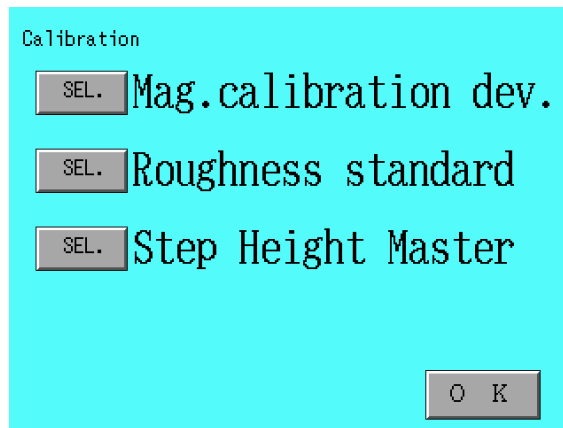 Calibration
SEL. Mag.calibration dev.
SEL. Roughness standard
SEL. Step Height Master
O K